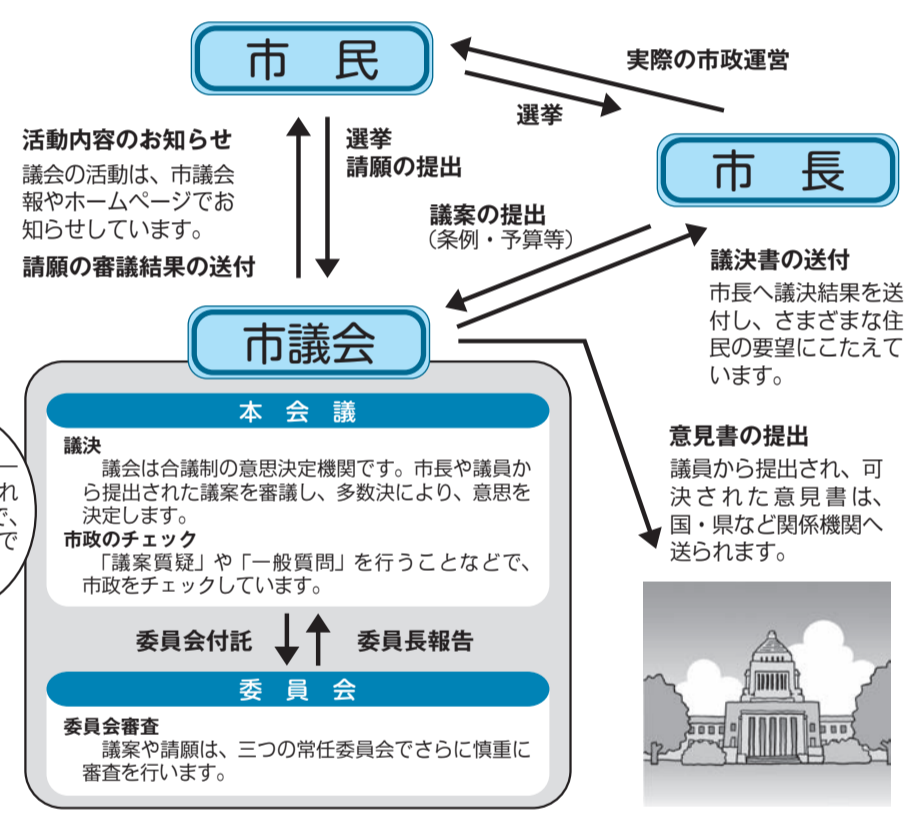 市 民
実際の市政運営
選挙
活動内容のお知らせ
議会の活動は、市議会
報やホームページでお
知らせしています。
請願の審議結果の送付
選挙
請願の提出
市 長
議案の提出
（条例・予算等）
議決書の送付
市長へ議決結果を送
付し、さまざまな住
民の要望にこたえて
います。
市議会
本 会 議
議決
議会は合議制の意思決定機関です。市長や議員か
ら提出された議案を審議し、多数決により、意思を
決定します。
市政のチェック
「議案質疑」や「一般質問」を行うことなどで、
市政をチェックしています。
委員会付託
委員長報告
委 員 会
委員会審査
議案や請願は、三つの常任委員会でさらに慎重に
審査を行います。
意見書の提出
議員から提出され、可
決された意見書は、
国・県など関係機関へ
送られます。
れ
で、
で